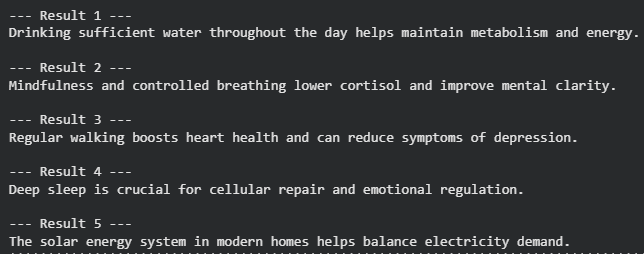 --- Result 1 ---
Drinking sufficient water throughout the day helps maintain metabolism and energy.
--- Result 2 ---
Mindfulness and controlled breathing lower cortisol and improve mental clarity.
--- Result 3 ---
Regular walking boosts heart health and can reduce symptoms of depression.
--- Result 4 ---
Deep sleep is crucial for cellular repair and emotional regulation.
--- Result 5 ---
The solar energy system in modern homes helps balance electricity demand.